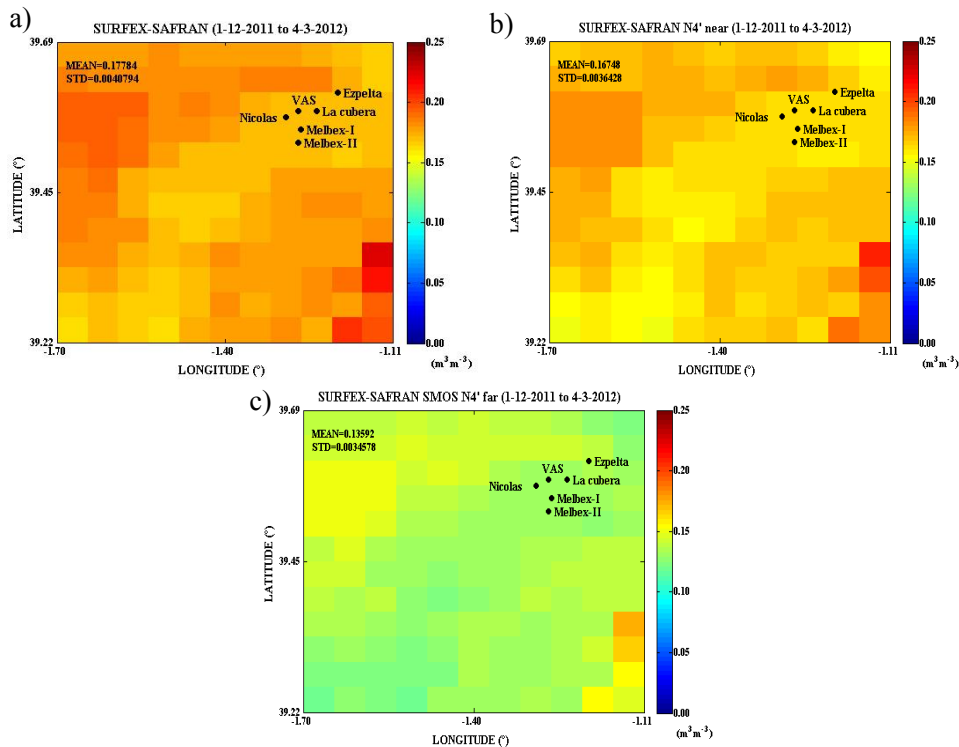 a)
SURFEX-SAFRAN (1-12-2011 to 4-3-2012)
39.69
MEAN=0.17784
STD=0.0040794
Ezpelta
VAS
La cubera
Nicolas
Melbex-I
Melbex-II
39.45
LATITUDE (°)
39.22
-1.70
-1.40
-1.11
LONGITUDE (°)
0.25
0.20
0.15
0.10
0.05
0.00
(m³m-³)
b)
SURFEX-SAFRAN N4' near (1-12-2011 to 4-3-2012)
39.69
MEAN=0.16748
STD=0.0036428
Ezpelta
VAS
La cubera
Nicolas
Melbex-I
Melbex-II
39.45
LATITUDE (°)
39.22
-1.70
-1.40
-1.11
LONGITUDE (°)
0.25
0.20
0.15
0.10
0.05
0.00
(m³m-³)
c)
SURFEX-SAFRAN SMOS N4' far (1-12-2011 to 4-3-2012)
39.69
MEAN=0.13592
STD=0.0034578
Ezpelta
VAS
La cubera
Nicolas
Melbex-I
Melbex-II
39.45
LATITUDE (°)
39.22
-1.70
-1.40
-1.11
LONGITUDE (°)
0.25
0.20
0.15
0.10
0.05
0.00
(m³m-³)